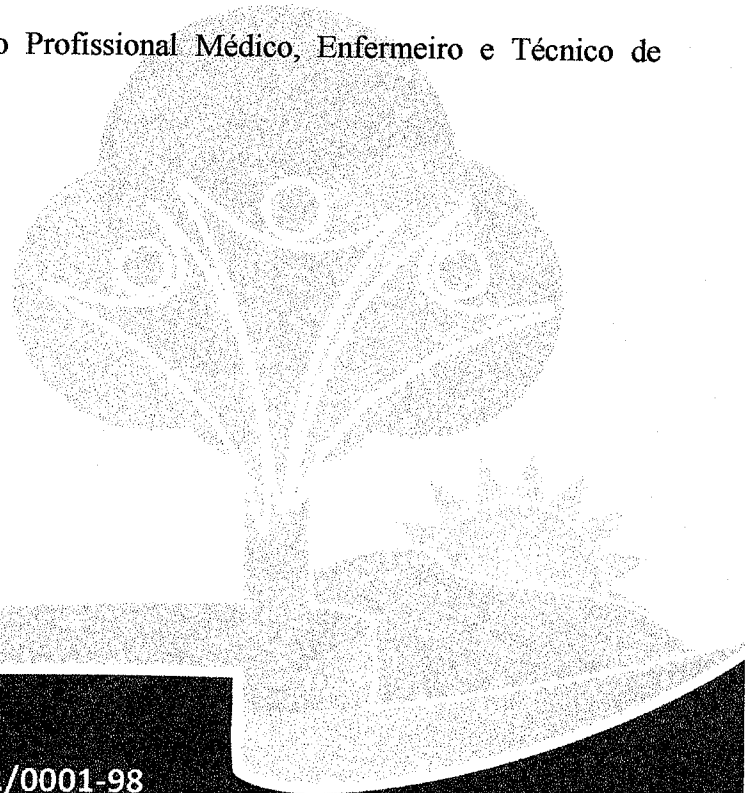 o Profissional Médico, Enfermeiro e Técnico de
/0001-98